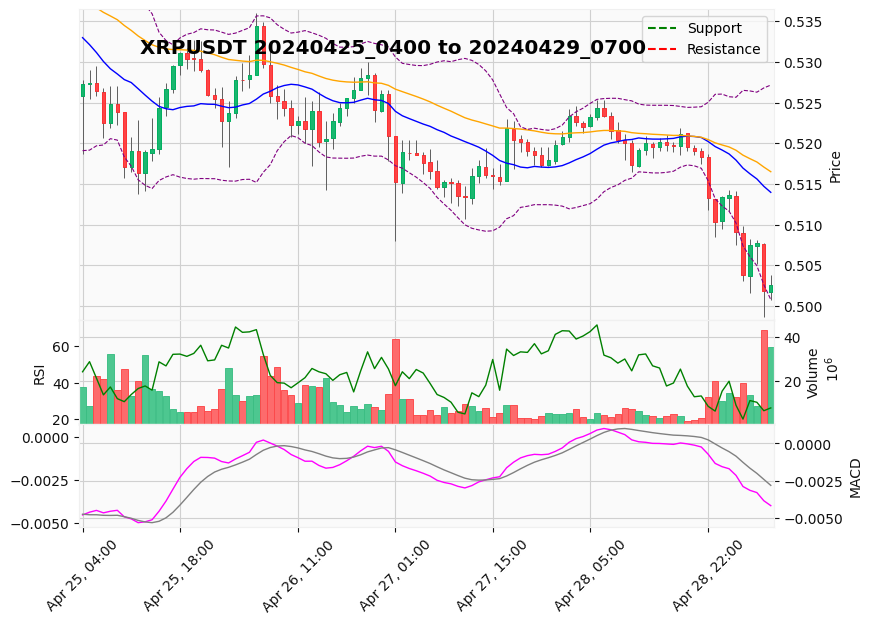 XRPUSDT 20240425_0400 to 20240429_0700
Support
Resistance
0.535
0.530
0.525
0.520
0.515
0.510
0.505
0.500
Price
60
40
20
RSI
40
20
Volume
10^6
0.0000
−0.0025
−0.0050
0.0000
−0.0025
−0.0050
MACD
Apr 25, 04:00
Apr 25, 18:00
Apr 26, 11:00
Apr 27, 01:00
Apr 27, 15:00
Apr 28, 05:00
Apr 28, 22:00